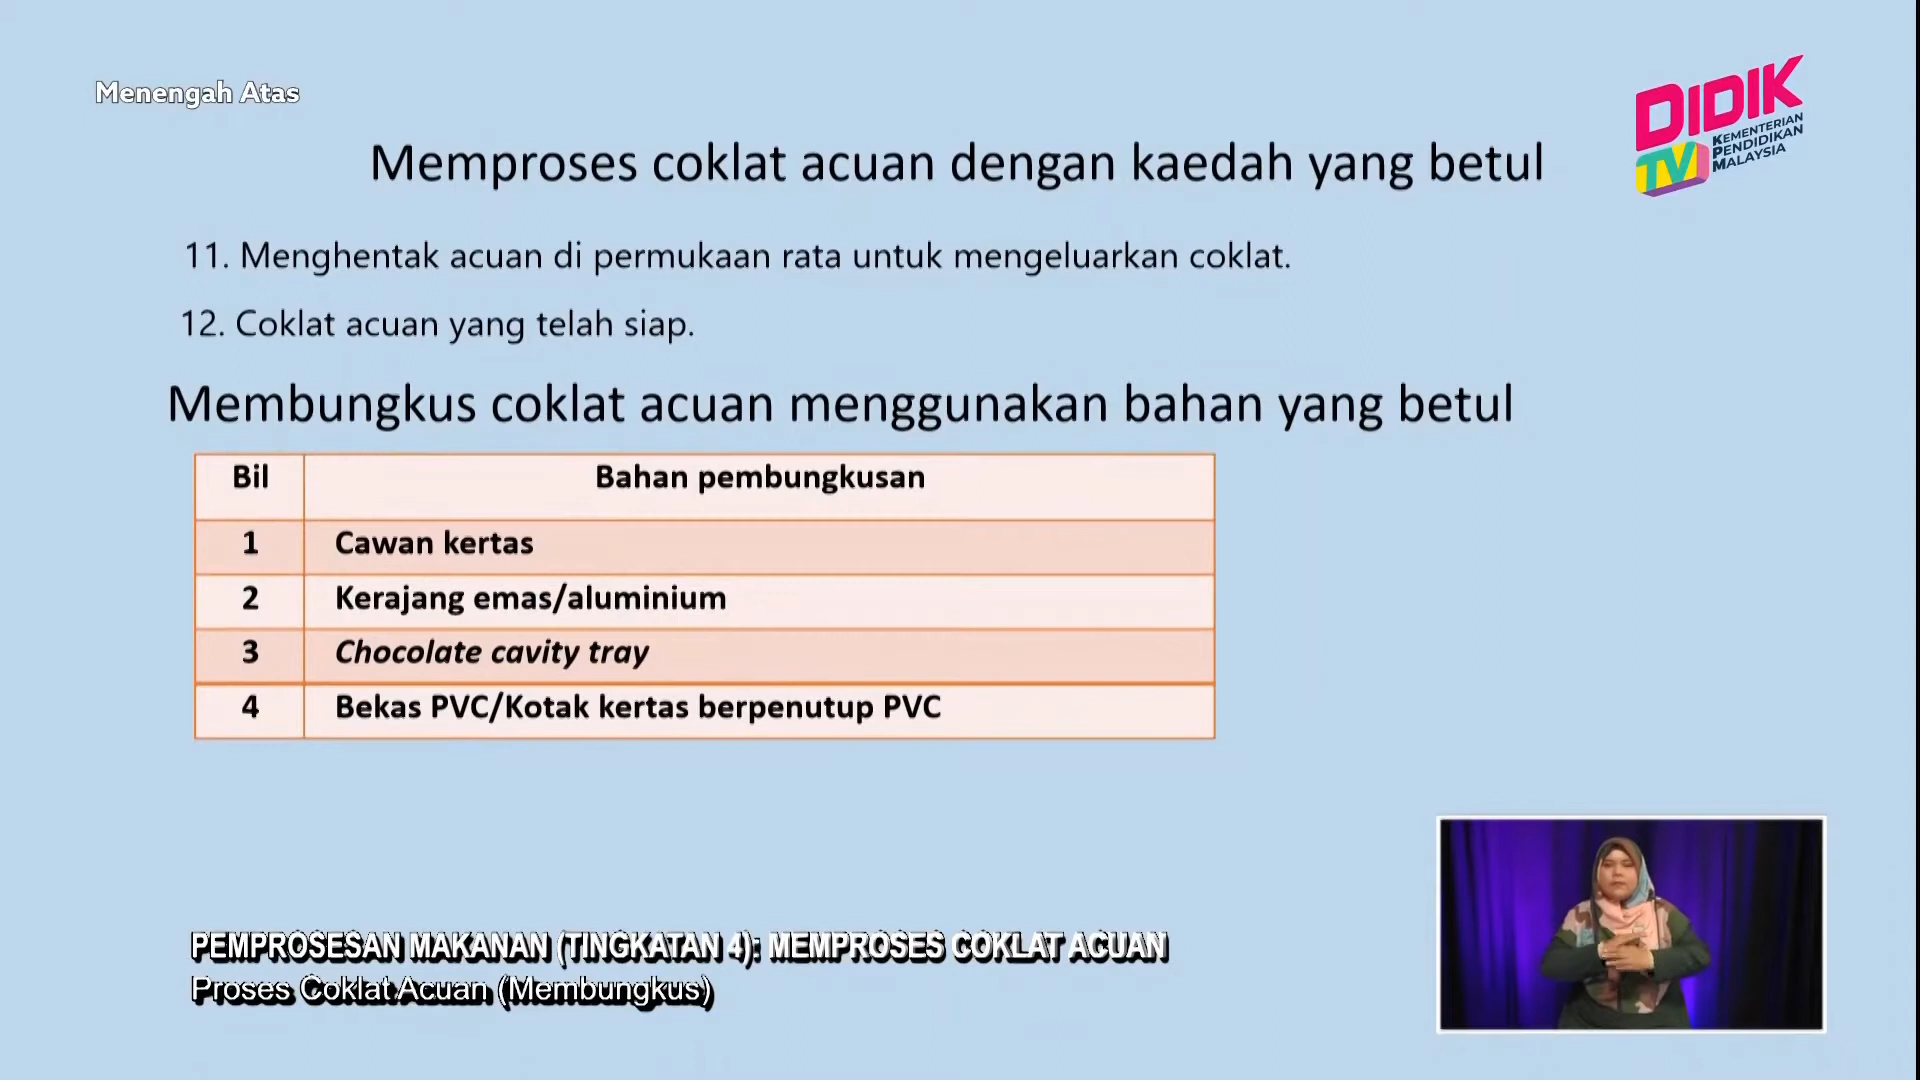 Menengah Atas
DIDIK
TV
KEMENTERIAN
PENDIDIKAN
MALAYSIA
Memproses coklat acuan dengan kaedah yang betul
11. Menghentak acuan di permukaan rata untuk mengeluarkan coklat.
12. Coklat acuan yang telah siap.
Membungkus coklat acuan menggunakan bahan yang betul
Bil Bahan pembungkusan
1 Cawan kertas
2 Kerajang emas/aluminium
3 Chocolate cavity tray
4 Bekas PVC/Kotak kertas berpenutup PVC
PEMPROSESAN MAKANAN (TINGKATAN 4): MEMPROSES COKLAT ACUAN
Proses Coklat Acuan (Membungkus)